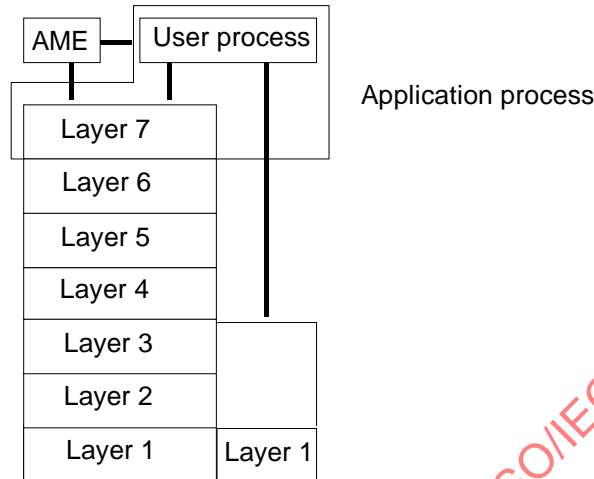 AME
User process
Application process
Layer 7
Layer 6
Layer 5
Layer 4
Layer 3
Layer 2
Layer 1
Layer 1